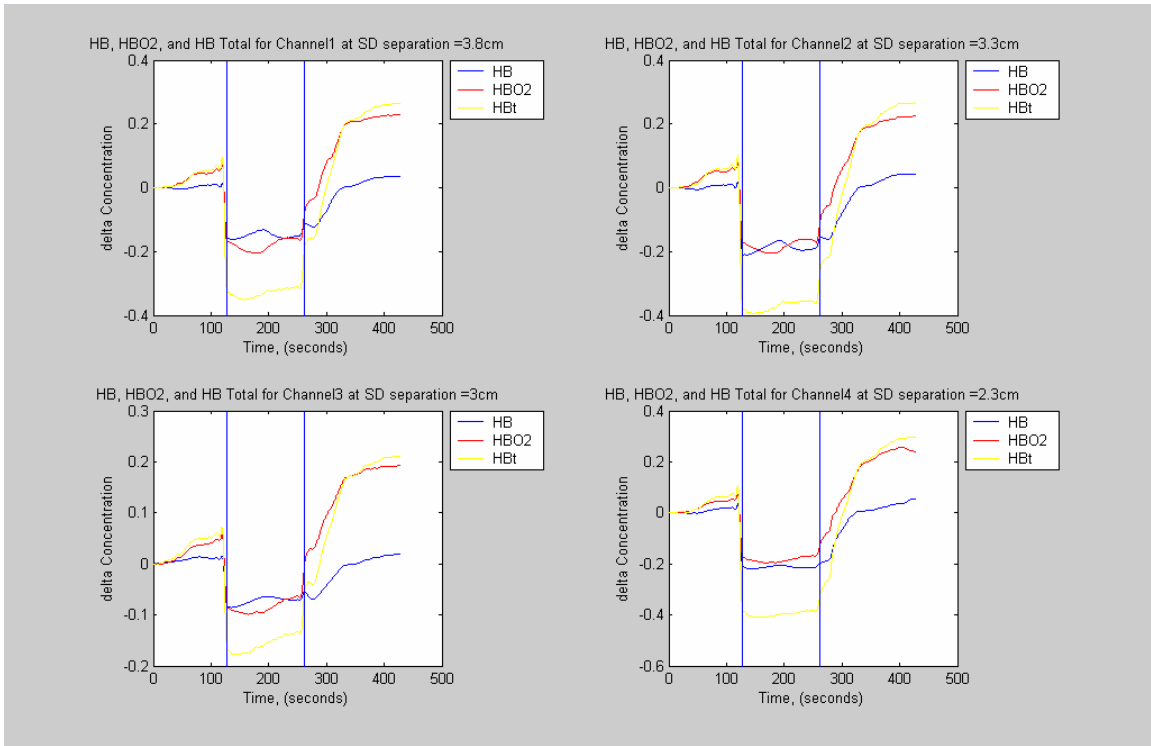 HB, HBO2, and HB Total for Channel1 at SD separation =3.8cm
0.4
0.2
0
-0.2
-0.4
delta Concentration
0 100 200 300 400 500
Time, (seconds)
HB
HBO2
HBt
HB, HBO2, and HB Total for Channel2 at SD separation =3.3cm
0.4
0.2
0
-0.2
-0.4
delta Concentration
0 100 200 300 400 500
Time, (seconds)
HB
HBO2
HBt
HB, HBO2, and HB Total for Channel3 at SD separation =3cm
0.3
0.2
0.1
0
-0.1
-0.2
delta Concentration
0 100 200 300 400 500
Time, (seconds)
HB
HBO2
HBt
HB, HBO2, and HB Total for Channel4 at SD separation =2.3cm
0.4
0.2
0
-0.2
-0.4
-0.6
delta Concentration
0 100 200 300 400 500
Time, (seconds)
HB
HBO2
HBt